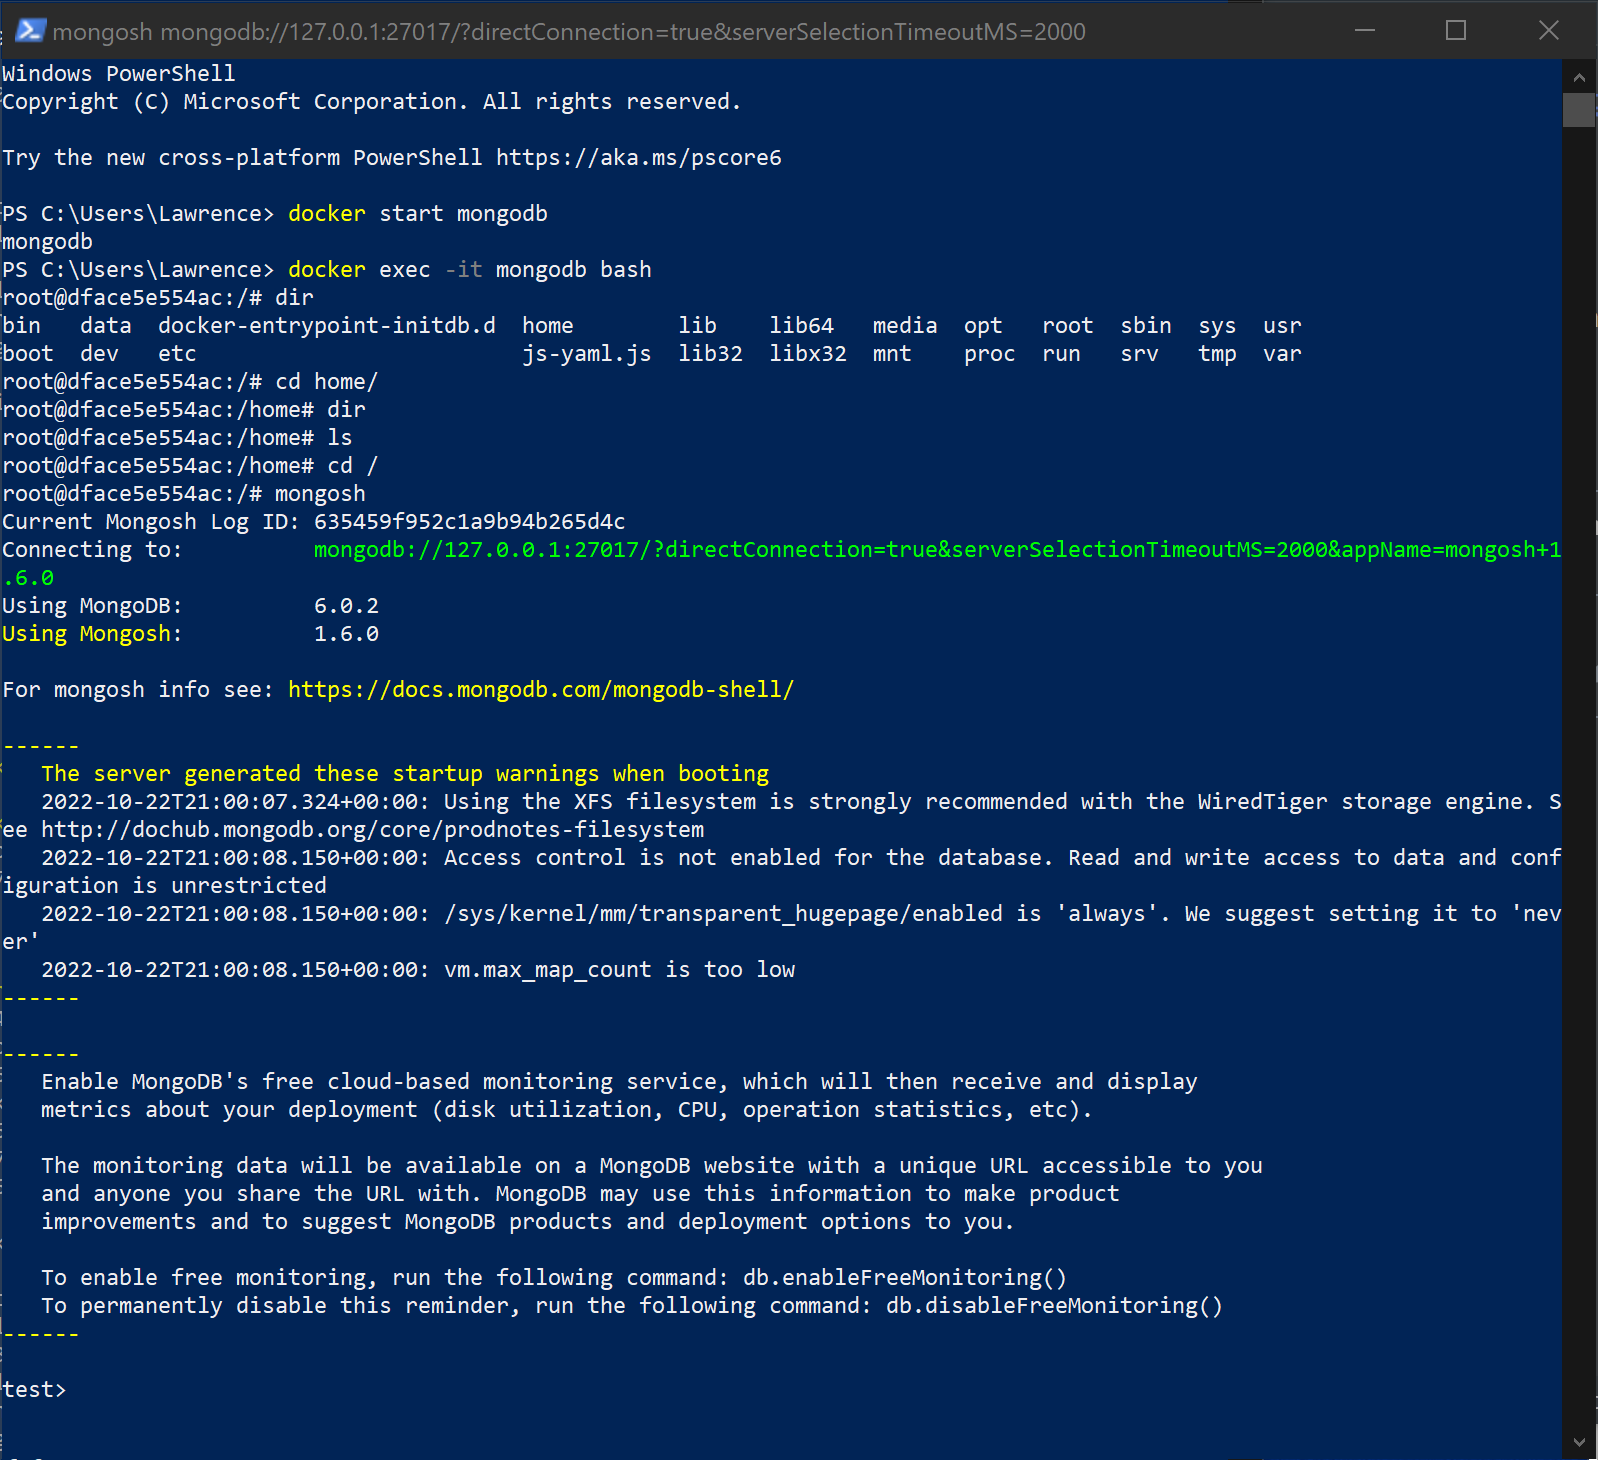 mongosh mongodb://127.0.0.1:27017/?directConnection=true&serverSelectionTimeoutMS=2000
Windows PowerShell
Copyright (C) Microsoft Corporation. All rights reserved.
Try the new cross-platform PowerShell https://aka.ms/pscore6
PS C:\Users\Lawrence> docker start mongodb
mongodb
PS C:\Users\Lawrence> docker exec -it mongodb bash
root@dface5e554ac:/# dir
bin   data  docker-entrypoint-initdb.d  home        lib    lib64   media  opt   root  sbin  sys  usr
boot  dev   etc                         js-yaml.js  lib32  libx32  mnt    proc  run   srv   tmp  var
root@dface5e554ac:/# cd home/
root@dface5e554ac:/home# dir
root@dface5e554ac:/home# ls
root@dface5e554ac:/home# cd /
root@dface5e554ac:/# mongosh
Current Mongosh Log ID: 635459f952c1a9b94b265d4c
Connecting to:          mongodb://127.0.0.1:27017/?directConnection=true&serverSelectionTimeoutMS=2000&appName=mongosh+1
.6.0
Using MongoDB:          6.0.2
Using Mongosh:          1.6.0
For mongosh info see: https://docs.mongodb.com/mongodb-shell/
------
   The server generated these startup warnings when booting
   2022-10-22T21:00:07.324+00:00: Using the XFS filesystem is strongly recommended with the WiredTiger storage engine. S
ee http://dochub.mongodb.org/core/prodnotes-filesystem
   2022-10-22T21:00:08.150+00:00: Access control is not enabled for the database. Read and write access to data and conf
iguration is unrestricted
   2022-10-22T21:00:08.150+00:00: /sys/kernel/mm/transparent_hugepage/enabled is 'always'. We suggest setting it to 'nev
er'
   2022-10-22T21:00:08.150+00:00: vm.max_map_count is too low
------
------
   Enable MongoDB's free cloud-based monitoring service, which will then receive and display
   metrics about your deployment (disk utilization, CPU, operation statistics, etc).
   The monitoring data will be available on a MongoDB website with a unique URL accessible to you
   and anyone you share the URL with. MongoDB may use this information to make product
   improvements and to suggest MongoDB products and deployment options to you.
   To enable free monitoring, run the following command: db.enableFreeMonitoring()
   To permanently disable this reminder, run the following command: db.disableFreeMonitoring()
------
test>